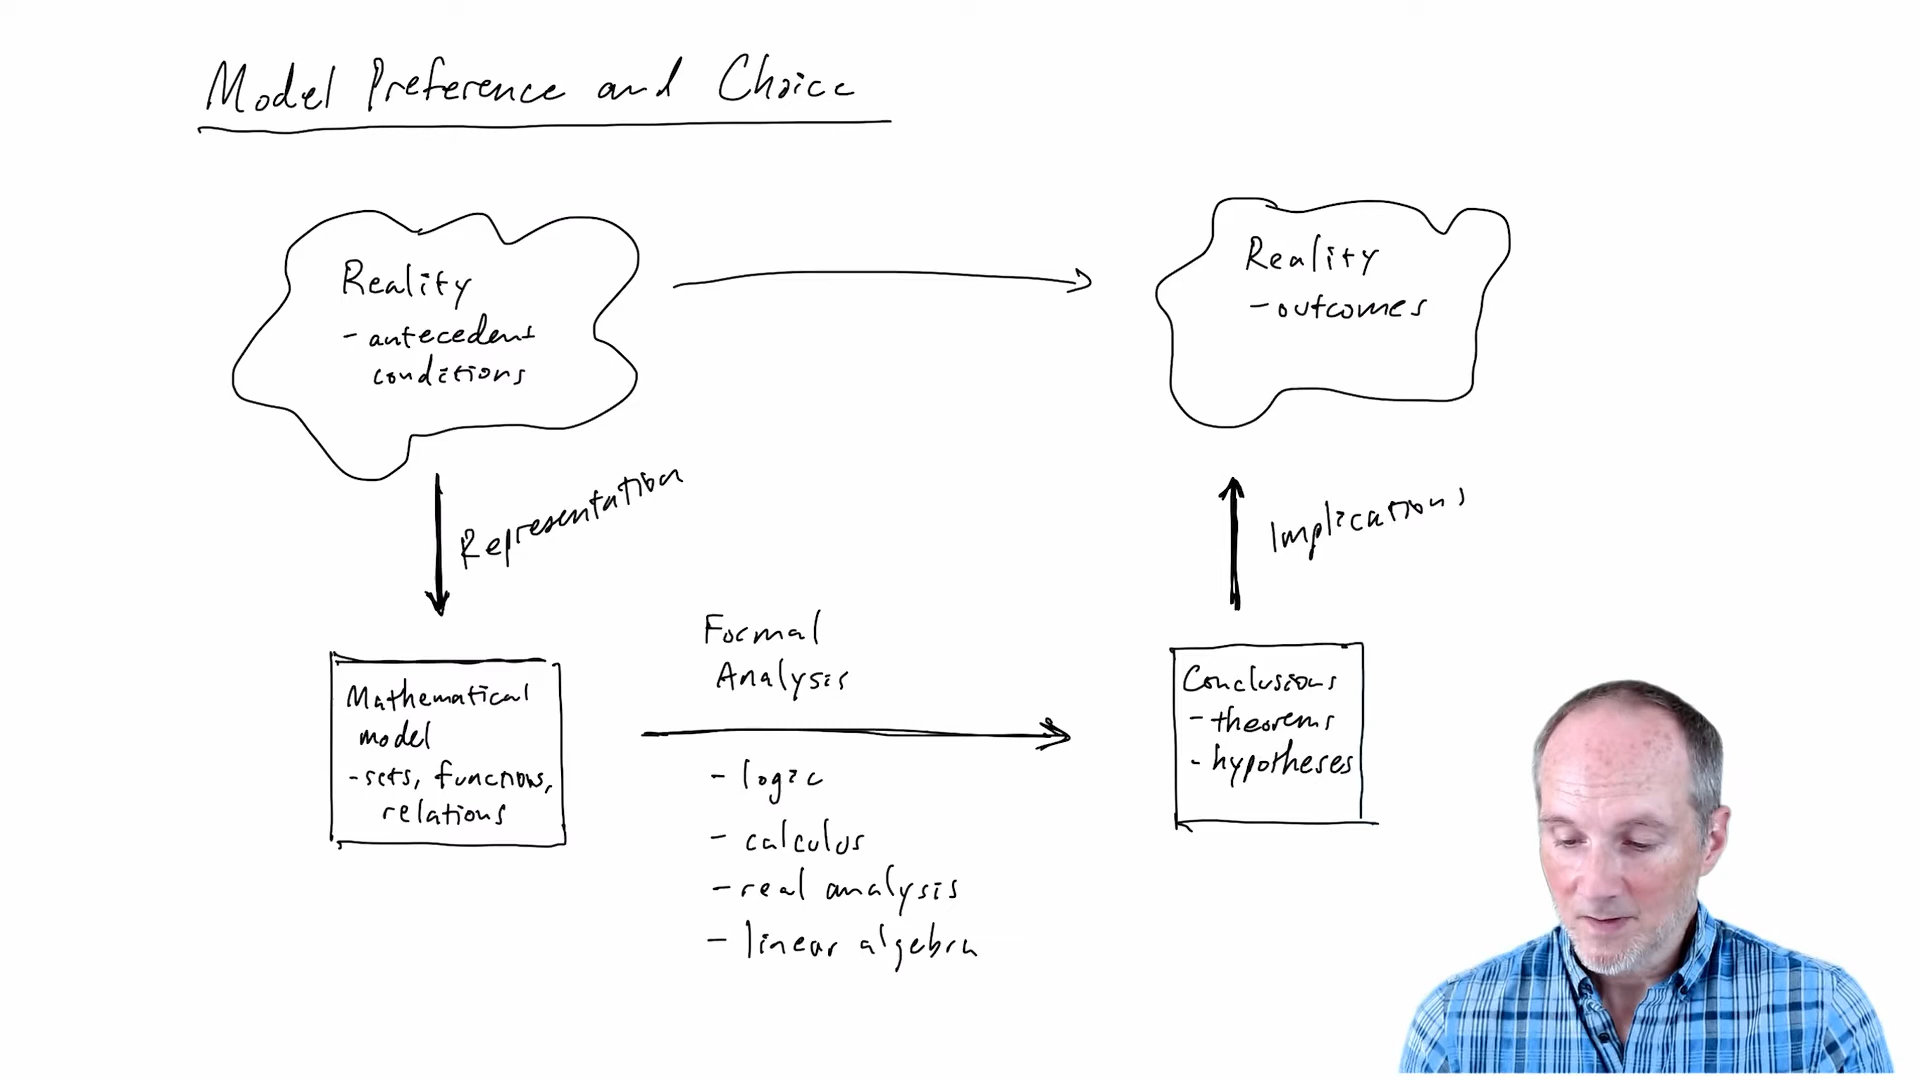 Model Preference and Choice
Reality
- antecedent
conditions
Reality
- outcomes
Representation
Implications
Formal
Analysis
Mathematical
model
- sets, functions,
relations
- logic
- calculus
- real analysis
- linear algebra
Conclusions
- theorems
- hypotheses